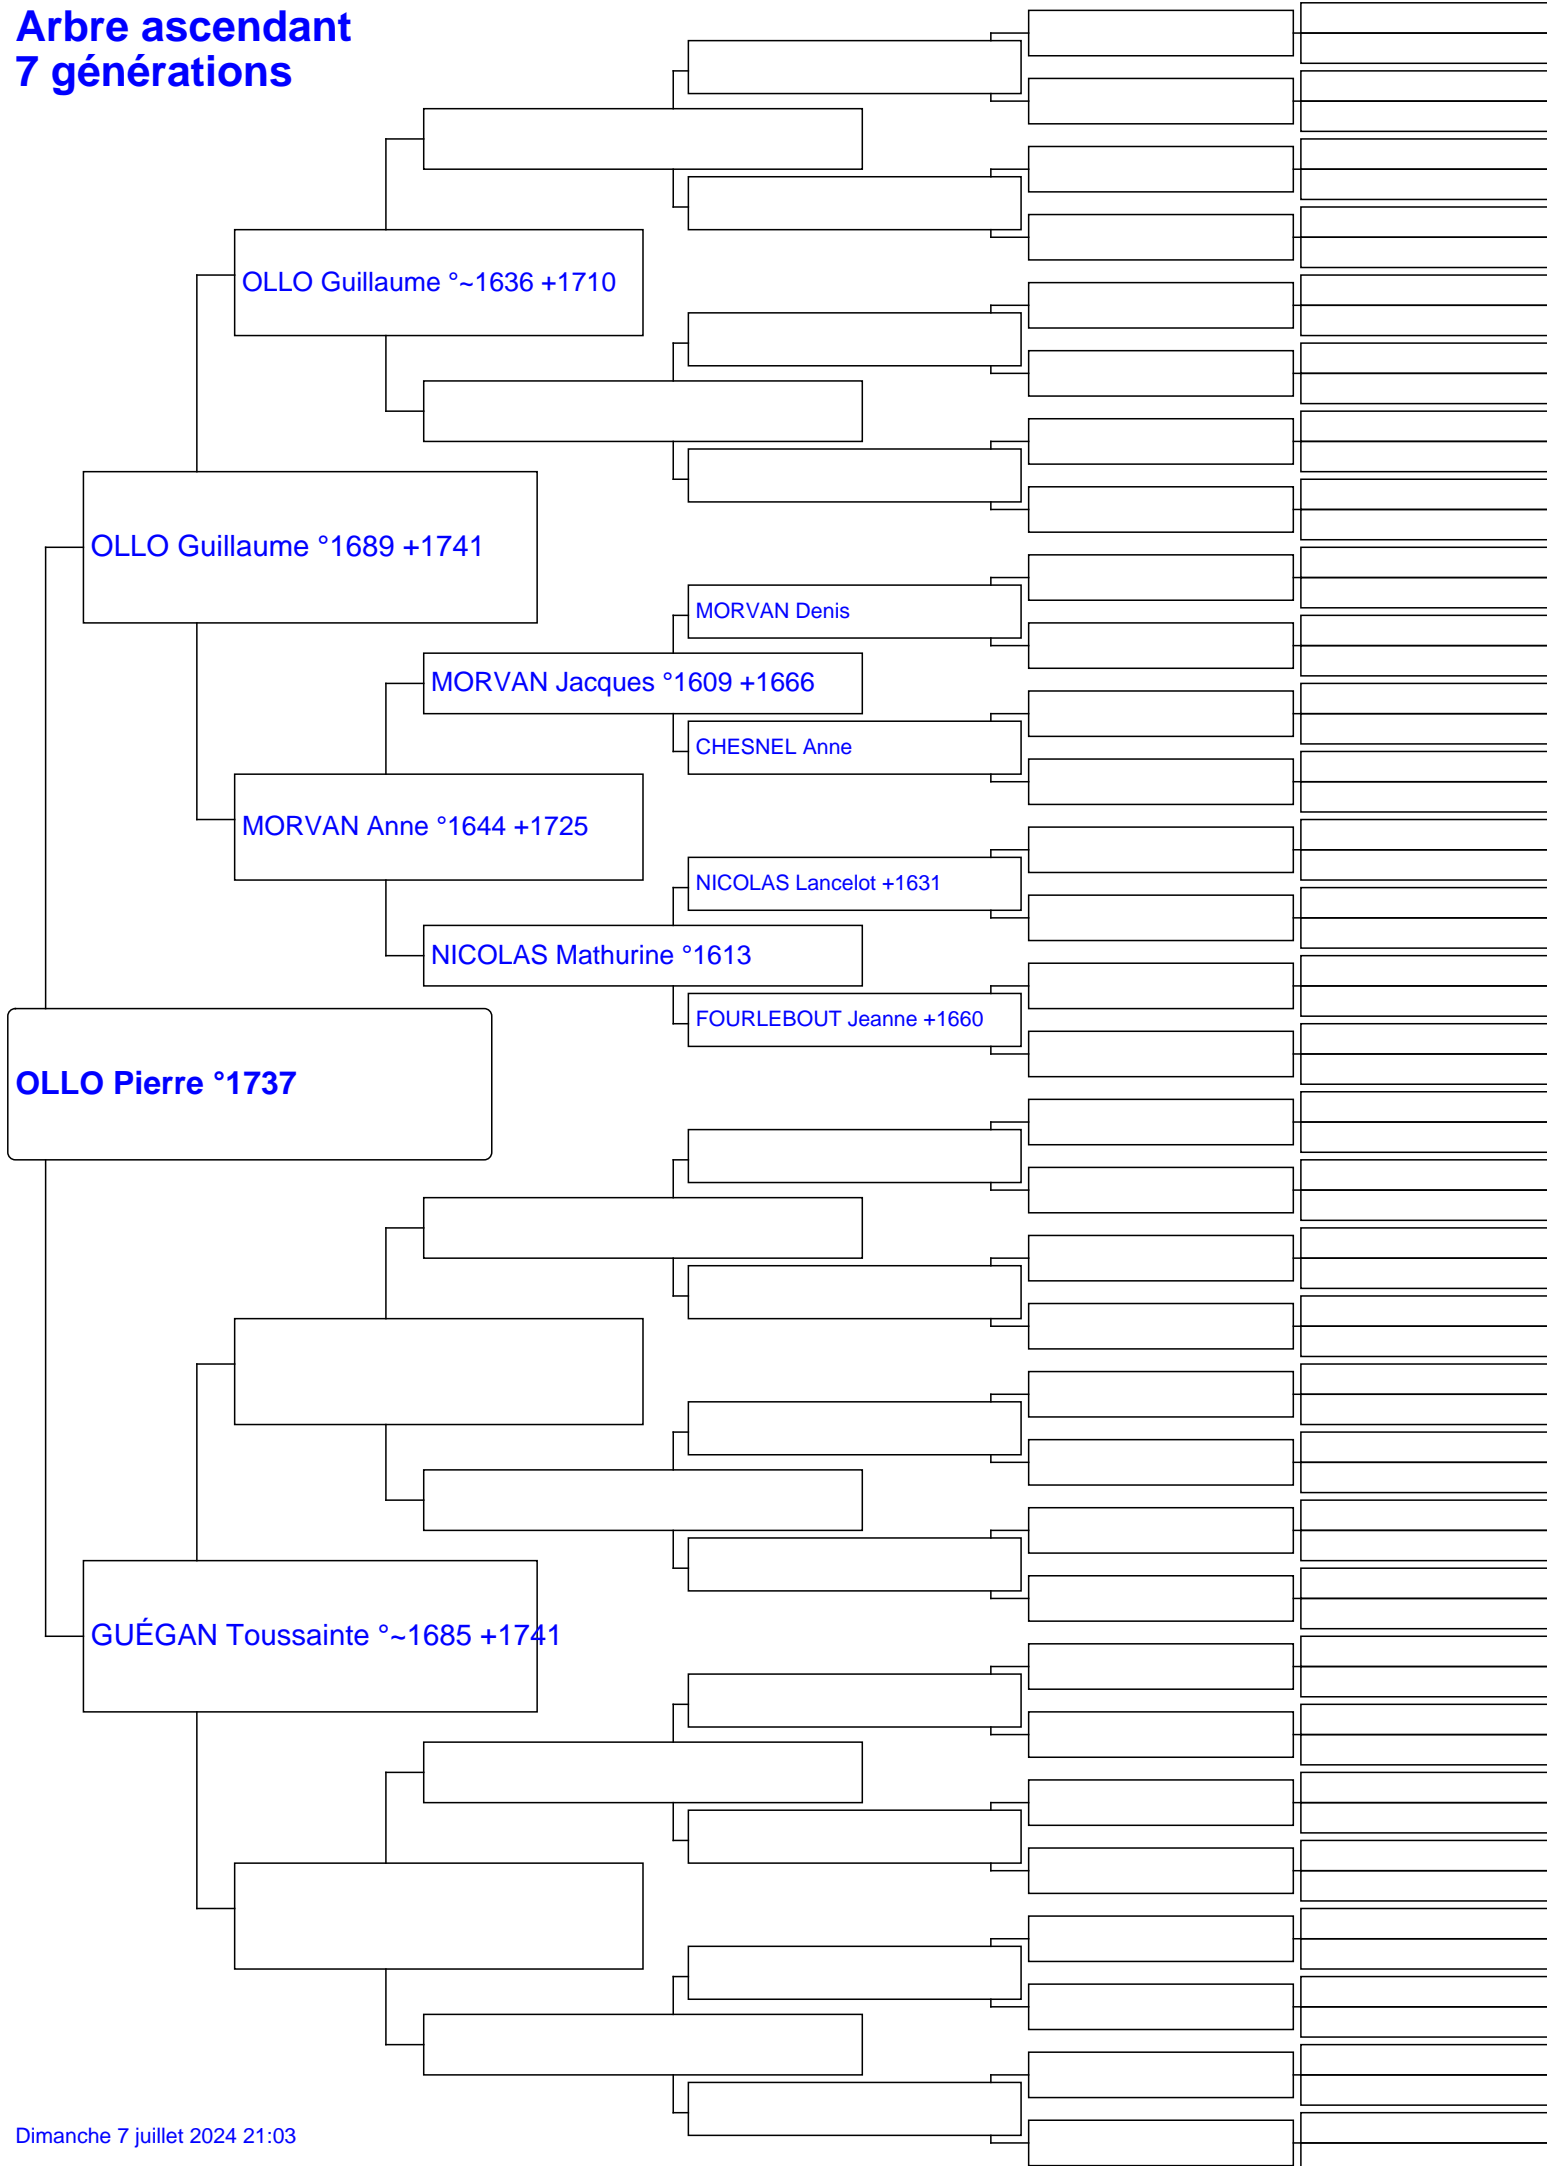 Arbre ascendant
7 générations
OLLO Guillaume °~1636 +1710
OLLO Guillaume °1689 +1741
MORVAN Denis
MORVAN Jacques °1609 +1666
CHESNEL Anne
MORVAN Anne °1644 +1725
NICOLAS Lancelot +1631
NICOLAS Mathurine °1613
FOURLEBOUT Jeanne +1660
OLLO Pierre °1737
GUÉGAN Toussainte °~1685 +1741
Dimanche 7 juillet 2024 21:03